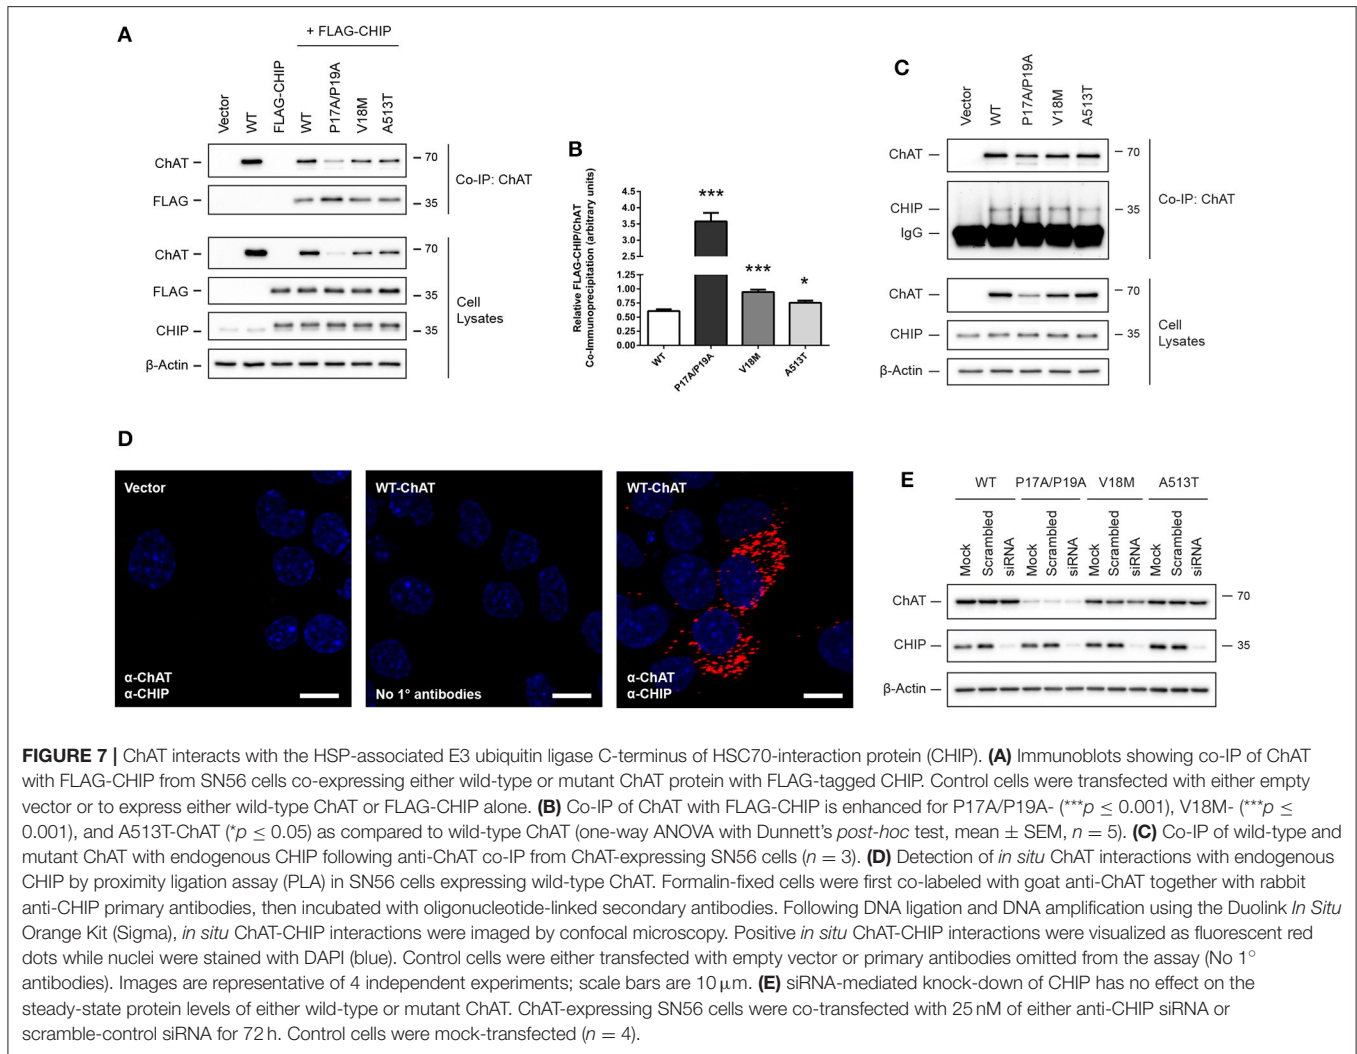 A
+ FLAG-CHIP
Vector
WT
FLAG-CHIP
WT
P17A/P19A
V18M
A513T
ChAT
70
FLAG
35
Co-IP: ChAT
ChAT
70
FLAG
35
CHIP
35
β-Actin
Cell
Lysates
B
Relative FLAG-CHIP/ChAT
Co-Immunoprecipitation (arbitrary units)
4.5
4.0
3.5
3.0
2.5
1.25
1.00
0.75
0.50
0.25
0.00
***
***
*
WT
P17A/P19A
V18M
A513T
C
Vector
WT
P17A/P19A
V18M
A513T
ChAT
70
CHIP
35
IgG
Co-IP: ChAT
ChAT
70
CHIP
35
β-Actin
Cell
Lysates
D
Vector
α-ChAT
α-CHIP
WT-ChAT
No 1° antibodies
WT-ChAT
α-ChAT
α-CHIP
E
WT P17A/P19A V18M A513T
Mock
Scrambled
siRNA
Mock
Scrambled
siRNA
Mock
Scrambled
siRNA
Mock
Scrambled
siRNA
ChAT
70
CHIP
35
β-Actin
FIGURE 7 | ChAT interacts with the HSP-associated E3 ubiquitin ligase C-terminus of HSC70-interaction protein (CHIP). (A) Immunoblots showing co-IP of ChAT
with FLAG-CHIP from SN56 cells co-expressing either wild-type or mutant ChAT protein with FLAG-tagged CHIP. Control cells were transfected with either empty
vector or to express either wild-type ChAT or FLAG-CHIP alone. (B) Co-IP of ChAT with FLAG-CHIP is enhanced for P17A/P19A- (***p ≤ 0.001), V18M- (***p ≤
0.001), and A513T-ChAT (*p ≤ 0.05) as compared to wild-type ChAT (one-way ANOVA with Dunnett's post-hoc test, mean ± SEM, n = 5). (C) Co-IP of wild-type and
mutant ChAT with endogenous CHIP following anti-ChAT co-IP from ChAT-expressing SN56 cells (n = 3). (D) Detection of in situ ChAT interactions with endogenous
CHIP by proximity ligation assay (PLA) in SN56 cells expressing wild-type ChAT. Formalin-fixed cells were first co-labeled with goat anti-ChAT together with rabbit
anti-CHIP primary antibodies, then incubated with oligonucleotide-linked secondary antibodies. Following DNA ligation and DNA amplification using the Duolink In Situ
Orange Kit (Sigma), in situ ChAT-CHIP interactions were imaged by confocal microscopy. Positive in situ ChAT-CHIP interactions were visualized as fluorescent red
dots while nuclei were stained with DAPI (blue). Control cells were either transfected with empty vector or primary antibodies omitted from the assay (No 1°
antibodies). Images are representative of 4 independent experiments; scale bars are 10 μm. (E) siRNA-mediated knock-down of CHIP has no effect on the
steady-state protein levels of either wild-type or mutant ChAT. ChAT-expressing SN56 cells were co-transfected with 25 nM of either anti-CHIP siRNA or
scramble-control siRNA for 72 h. Control cells were mock-transfected (n = 4).